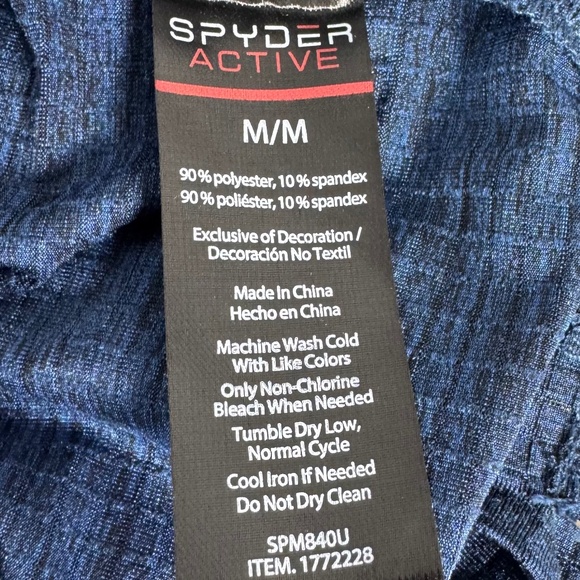 SPYDER
ACTIVE
M/M
90% polyester, 10% spandex
90% poliéster, 10% spandex
Exclusive of Decoration /
Decoración No Textil
Made In China
Hecho en China
Machine Wash Cold
With Like Colors
Only Non-Chlorine
Bleach When Needed
Tumble Dry Low,
Normal Cycle
Cool Iron If Needed
Do Not Dry Clean
SPM840U
ITEM. 1772228